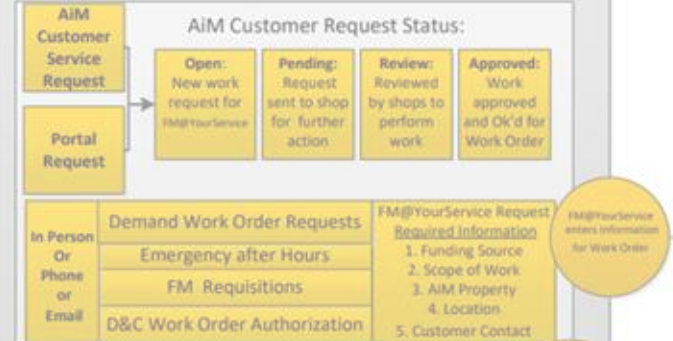 AiM
Customer
Service
Request
Portal
Request
AiM Customer Request Status:
Open:
New work
request for
FM@YourService
Pending:
Request
sent to shop
for further
action
Review:
Reviewed
by shops to
perform
work
Approved:
Work
approved
and Ok'd for
Work Order
In Person
Or
Phone
or
Email
Demand Work Order Requests
Emergency after Hours
FM Requisitions
D&C Work Order Authorization
FM@YourService Request
Required Information
1. Funding Source
2. Scope of Work
3. AiM Property
4. Location
5. Customer Contact
FM@YourService
enters information
for Work Order